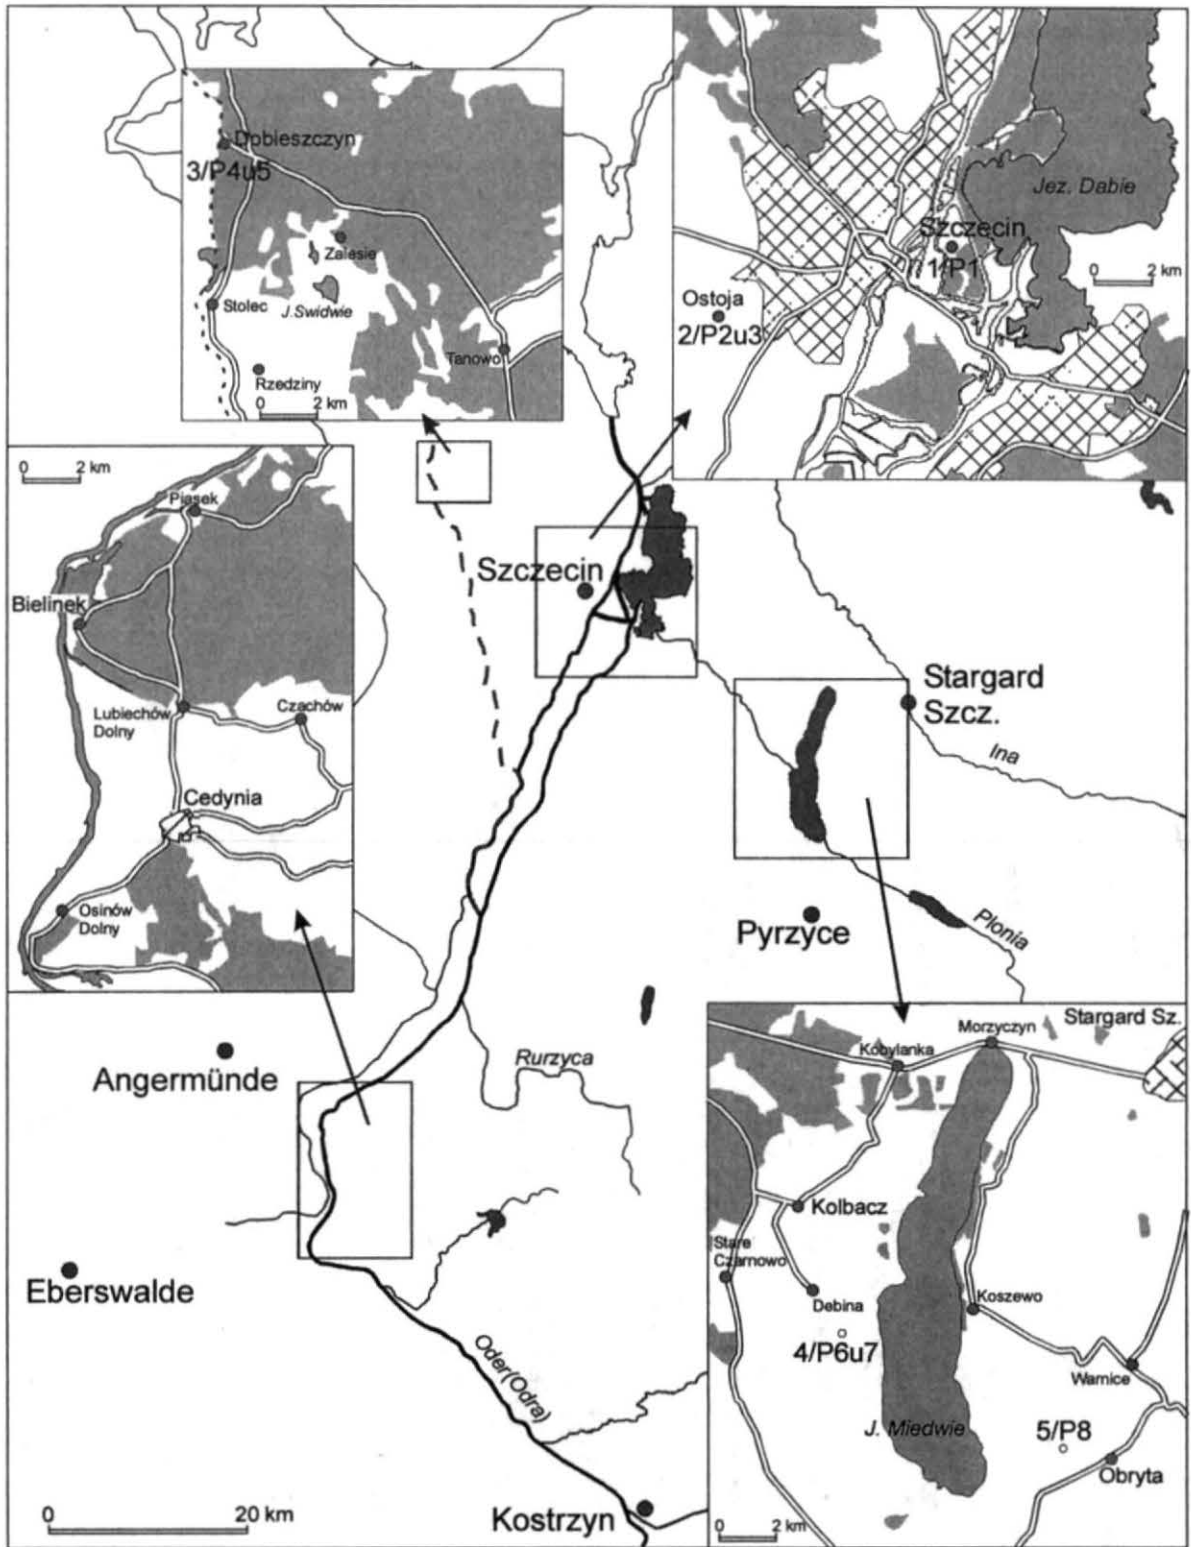 Dobieszczyn
3/P4u5
Zalesie
Stolec
J.Swidwie
Tanowo
Rzedziny
0 2 km
Jez. Dabie
Szczecin
1/P1
0 2 km
Ostoja
2/P2u3
0 2 km
Piasek
Bielinek
Lubiechów
Dolny
Czachów
Cedynia
Osinów
Dolny
Szczecin
Stargard
Szcz.
Ina
Pyrzyce
Plonia
Angermünde
Rurzyca
Eberswalde
Oder(Odra)
Kostrzyn
0 20 km
Stargard Sz.
Morzyczyn
Kobylanka
Kolbacz
Stare
Czarnowo
Debina
4/P6u7
Koszewo
Warnice
J. Miedwie
5/P8
Obryta
0 2 km